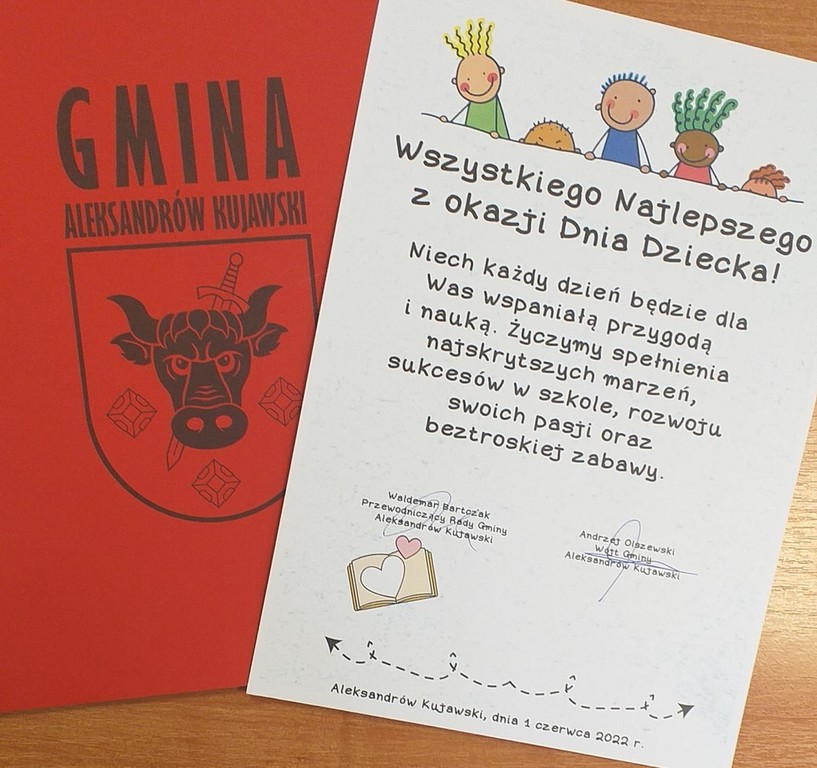 GMINA
ALEKSANDRÓW KUJAWSKI
Wszystkiego Najlepszego
z okazji Dnia Dziecka!
Niech każdy dzień będzie dla
Was wspaniałą przygodą
i nauką. Życzymy spełnienia
najskrytszych marzeń,
sukcesów w szkole, rozwoju
swoich pasji oraz
beztroskiej zabawy.
Waldemar Bartczak
Przewodniczący Rady Gminy
Aleksandrów Kujawski
Andrzej Olszewski
Wójt Gminy
Aleksandrów Kujawski
Aleksandrów Kujawski, dnia 1 czerwca 2022 r.